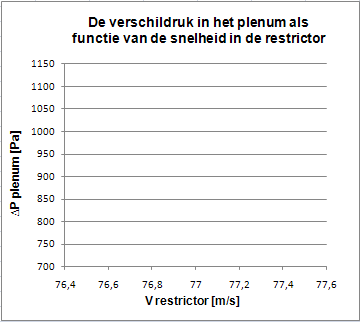 De verschildruk in het plenum als
functie van de snelheid in de restrictor
1150
1100
1050
1000
950
900
850
800
750
700
ΔP plenum [Pa]
76,4 76,6 76,8 77 77,2 77,4 77,6
V restrictor [m/s]